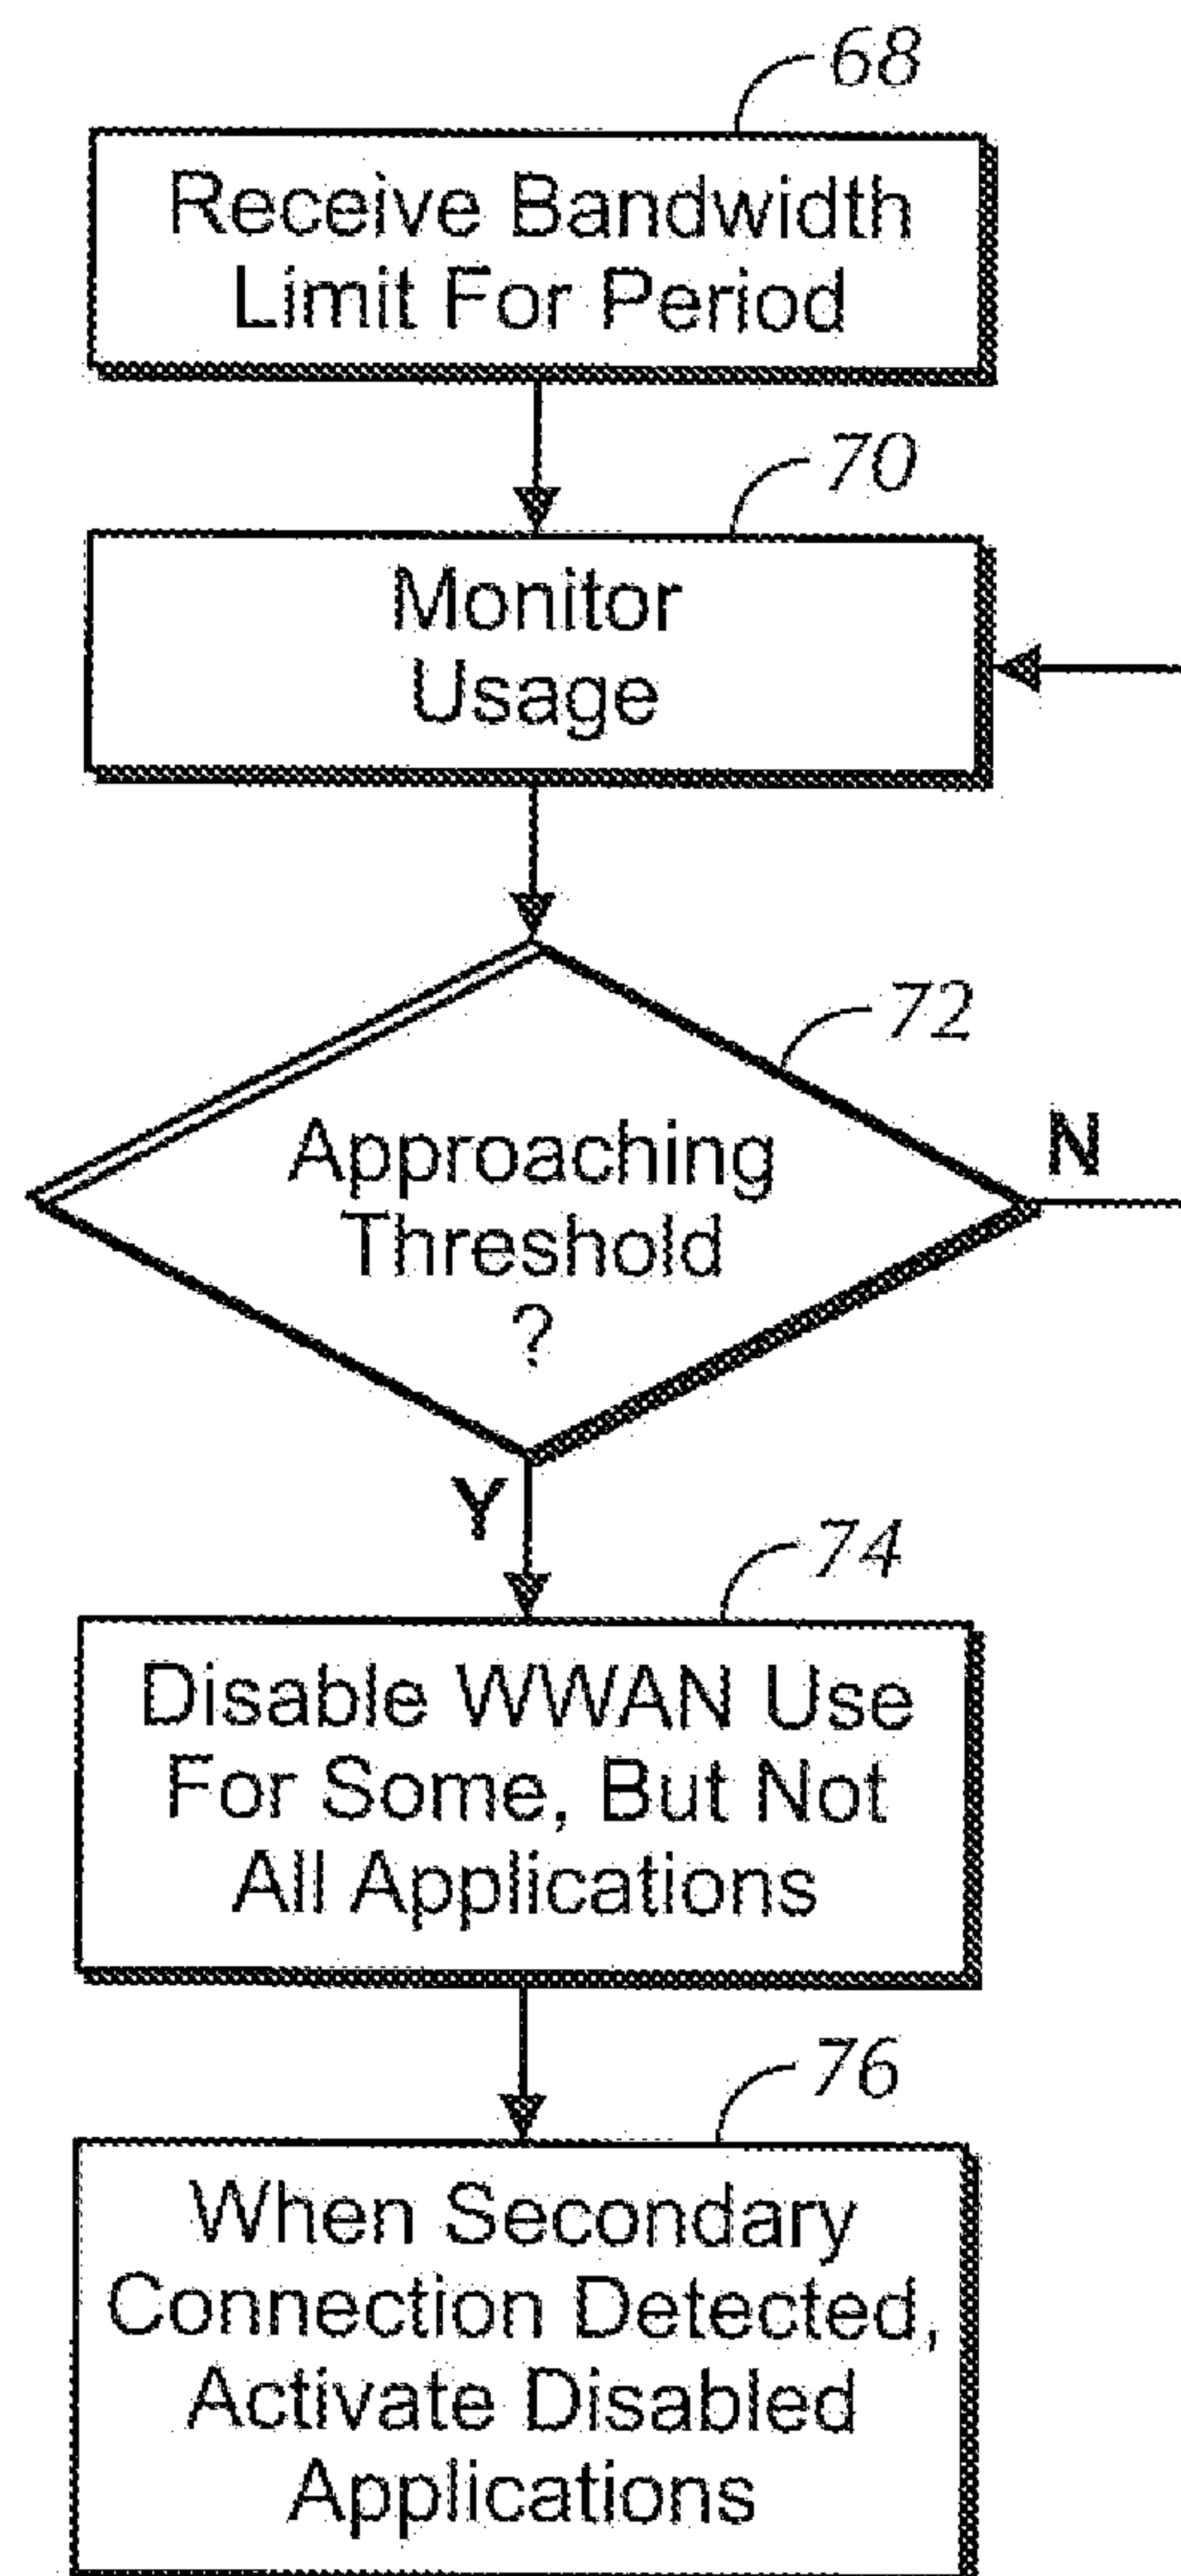 68
Receive Bandwidth
Limit For Period
70
Monitor
Usage
72
Approaching
Threshold
?
N
Y
74
Disable WWAN Use
For Some, But Not
All Applications
76
When Secondary
Connection Detected,
Activate Disabled
Applications